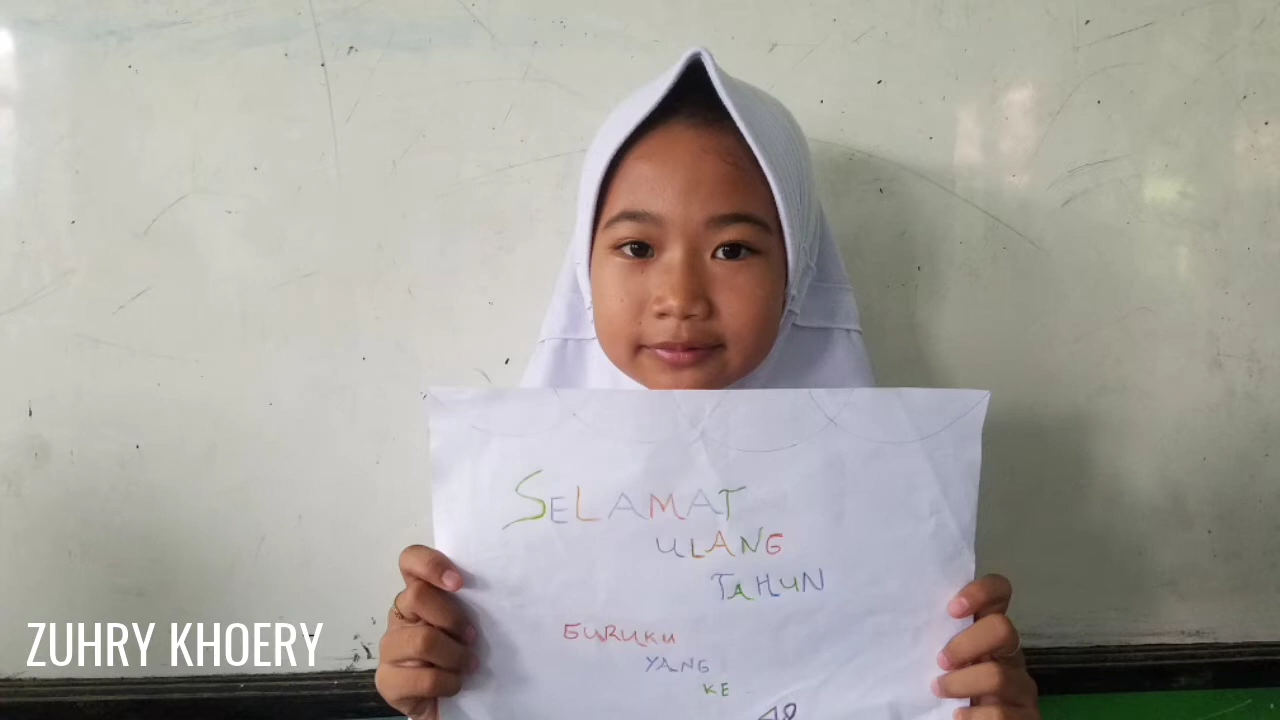 SELAMAT
ULANG
TAHUN
GURUKU
YANG
KE
ZUHRY KHOERY